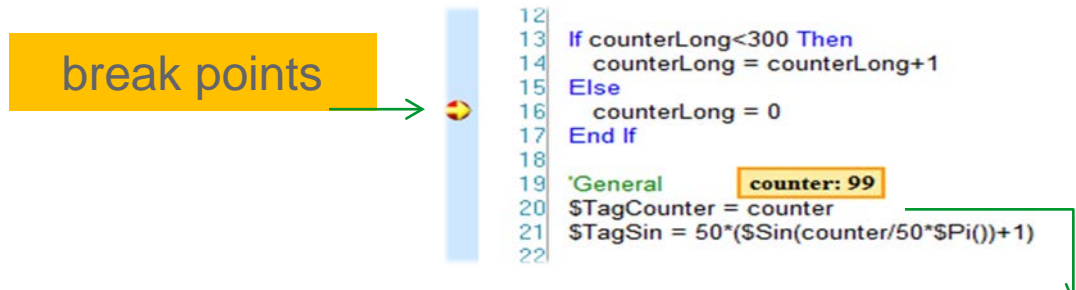 break points
12
13 If counterLong<300 Then
14 counterLong = counterLong+1
15 Else
16 counterLong = 0
17 End If
18
19 'General counter: 99
20 $TagCounter = counter
21 $TagSin = 50*($Sin(counter/50*$Pi())+1)
22